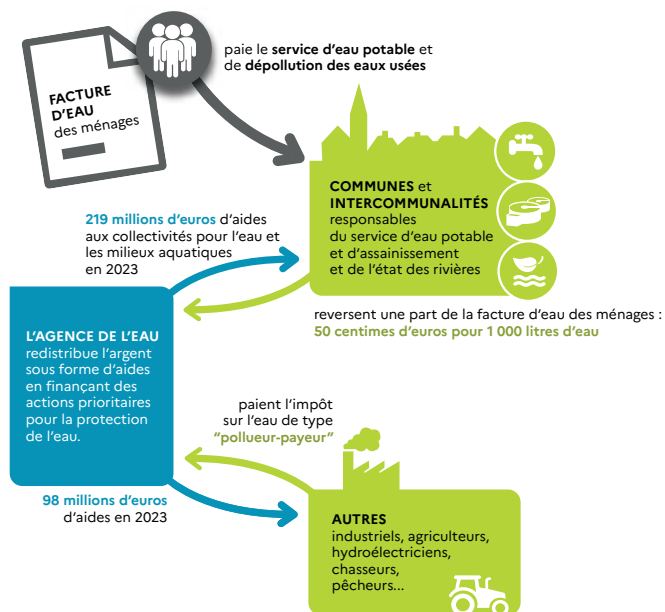 paie le service d'eau potable et
de dépollution des eaux usées
FACTURE
D'EAU
des ménages
COMMUNES et
INTERCOMMUNALITÉS
responsables
du service d'eau potable
et d'assainissement
et de l'état des rivières
219 millions d'euros d'aides
aux collectivités pour l'eau et
les milieux aquatiques
en 2023
reversent une part de la facture d'eau des ménages :
50 centimes d'euros pour 1 000 litres d'eau
L'AGENCE DE L'EAU
redistribue l'argent
sous forme d'aides
en finançant des
actions prioritaires
pour la protection
de l'eau.
paient l'impôt
sur l'eau de type
"pollueur-payeur"
98 millions d'euros
d'aides en 2023
AUTRES
industriels, agriculteurs,
hydroélectriciens,
chasseurs,
pêcheurs...